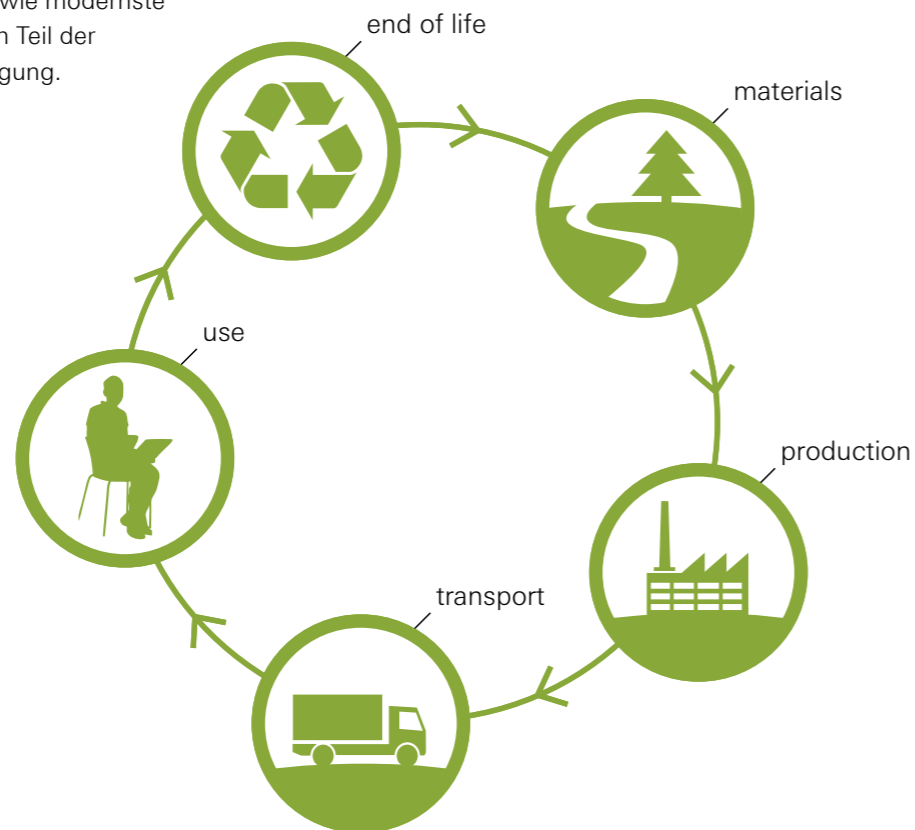 wie modernste
Teil der
gung.
end of life
materials
use
production
transport